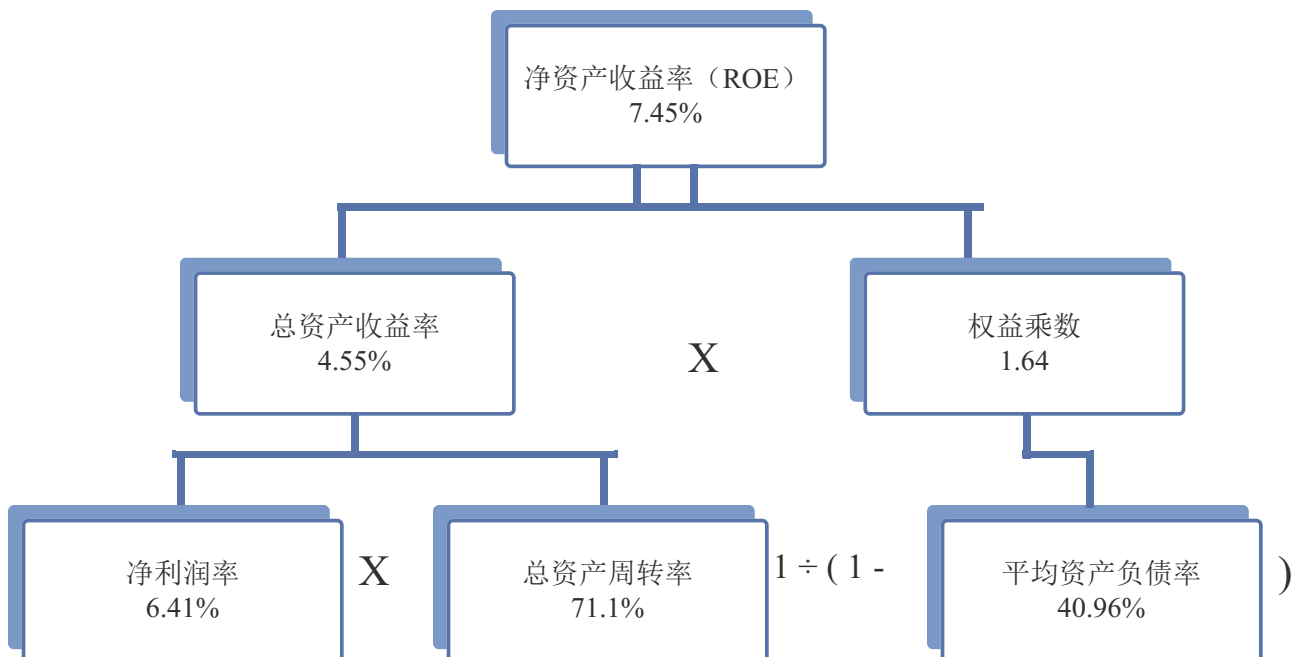 净资产收益率（ROE）
7.45%
总资产收益率
4.55%
X
权益乘数
1.64
净利润率
6.41%
X
总资产周转率
71.1%
1 ÷ ( 1 -
平均资产负债率
40.96%
)